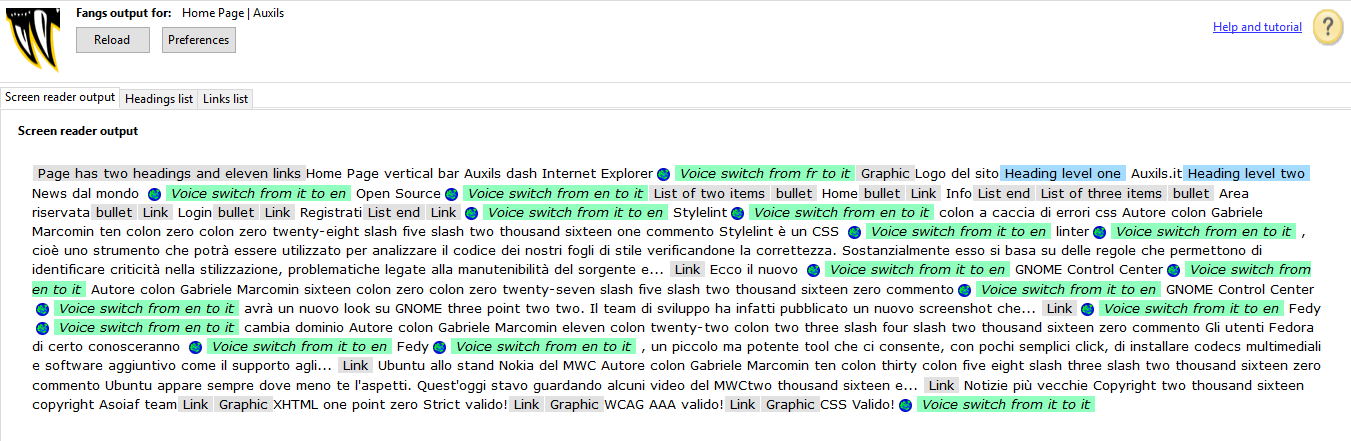 Fangs output for: Home Page | Auxils
Reload Preferences
Help and tutorial ?
Screen reader output Headings list Links list
Screen reader output
Page has two headings and eleven links Home Page vertical bar Auxils dash Internet Explorer Voice switch from fr to it Graphic Logo del sito Heading level one Auxils.it Heading level two
News dal mondo Voice switch from it to en Open Source Voice switch from en to it List of two items bullet Home bullet Link Info List end List of three items bullet Area
riservata bullet Link Login bullet Link Registrati List end Link Voice switch from it to en Stylelint Voice switch from en to it colon a caccia di errori css Autore colon Gabriele
Marcomin ten colon zero colon zero twenty-eight slash five slash two thousand sixteen one commento Stylelint è un CSS Voice switch from it to en linter Voice switch from en to it ,
cioè uno strumento che potrà essere utilizzato per analizzare il codice dei nostri fogli di stile verificandone la correttezza. Sostanzialmente esso si basa su delle regole che permettono di
identificare criticità nella stilizzazione, problematiche legate alla manutenibilità del sorgente e... Link Ecco il nuovo Voice switch from it to en GNOME Control Center Voice switch from
en to it Autore colon Gabriele Marcomin sixteen colon zero colon zero twenty-seven slash five slash two thousand sixteen zero commento Voice switch from it to en GNOME Control Center
Voice switch from en to it avrà un nuovo look su GNOME three point two two. Il team di sviluppo ha infatti pubblicato un nuovo screenshot che... Link Voice switch from it to en Fedy
Voice switch from en to it cambia dominio Autore colon Gabriele Marcomin eleven colon twenty-two colon two three slash four slash two thousand sixteen zero commento Gli utenti Fedora
di certo conosceranno Voice switch from it to en Fedy Voice switch from en to it , un piccolo ma potente tool che ci consente, con pochi semplici click, di installare codecs multimediali
e software aggiuntivo come il supporto agli... Link Ubuntu allo stand Nokia del MWC Autore colon Gabriele Marcomin ten colon thirty colon five eight slash three slash two thousand sixteen zero
commento Ubuntu appare sempre dove meno te l'aspetti. Quest'oggi stavo guardando alcuni video del MWCtwo thousand sixteen e... Link Notizie più vecchie Copyright two thousand sixteen
copyright Asoiaf team Link Graphic XHTML one point zero Strict valido! Link Graphic WCAG AAA valido! Link Graphic CSS Valido! Voice switch from it to it